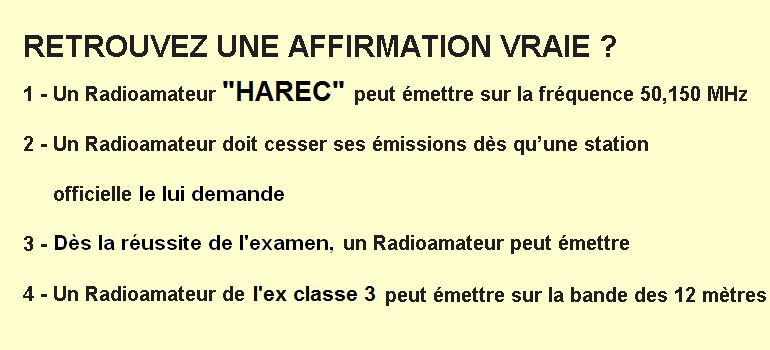 RETROUVEZ UNE AFFIRMATION VRAIE ?
1 - Un Radioamateur "HAREC" peut émettre sur la fréquence 50,150 MHz
2 - Un Radioamateur doit cesser ses émissions dès qu’une station
officielle le lui demande
3 - Dès la réussite de l'examen, un Radioamateur peut émettre
4 - Un Radioamateur de l'ex classe 3 peut émettre sur la bande des 12 mètres